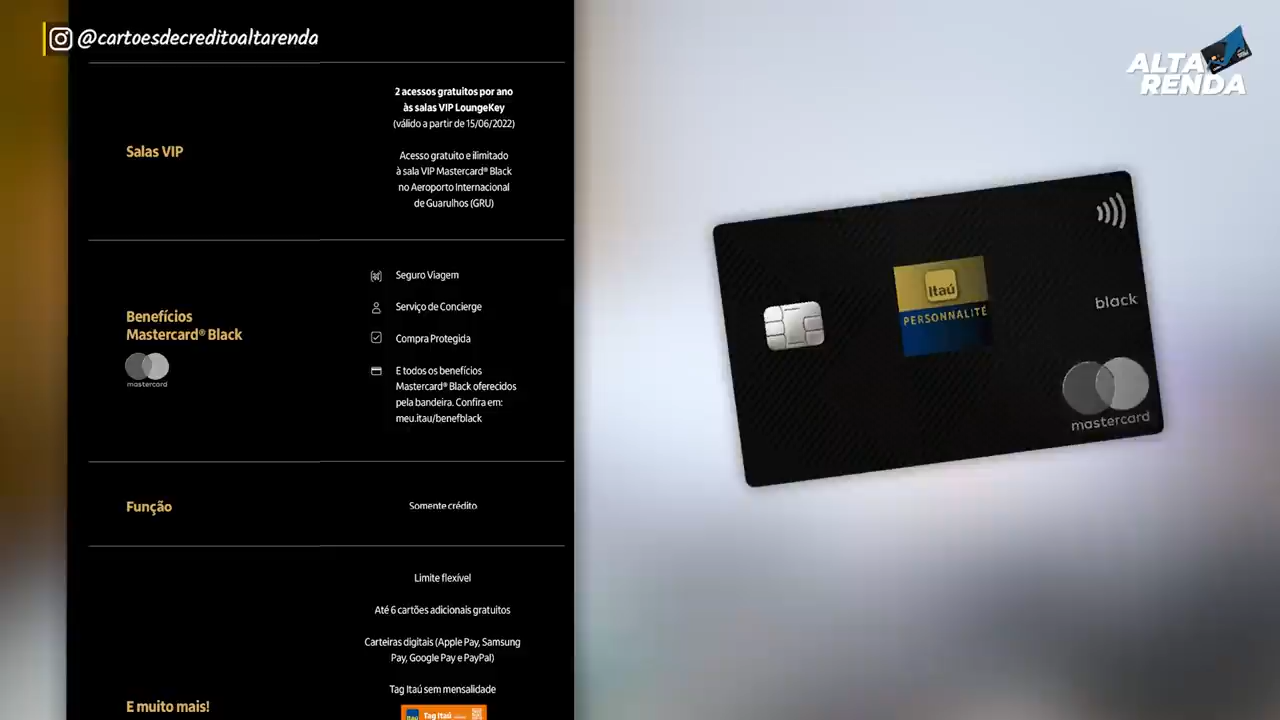 @cartoesdecreditoaltarenda
ALTA
RENDA
Salas VIP
2 acessos gratuitos por ano
às salas VIP LoungeKey
(válido a partir de 15/06/2022)
Acesso gratuito e ilimitado
à sala VIP Mastercard® Black
no Aeroporto Internacional
de Guarulhos (GRU)
Benefícios
Mastercard® Black
mastercard
Seguro Viagem
Serviço de Concierge
Compra Protegida
E todos os benefícios
Mastercard® Black oferecidos
pela bandeira. Confira em:
meu.itau/benefblack
Função
Somente crédito
E muito mais!
Limite flexível
Até 6 cartões adicionais gratuitos
Carteiras digitais (Apple Pay, Samsung
Pay, Google Pay e PayPal)
Tag Itaú sem mensalidade
Itaú Tag Itaú
Itaú
PERSONNALITÉ
black
mastercard